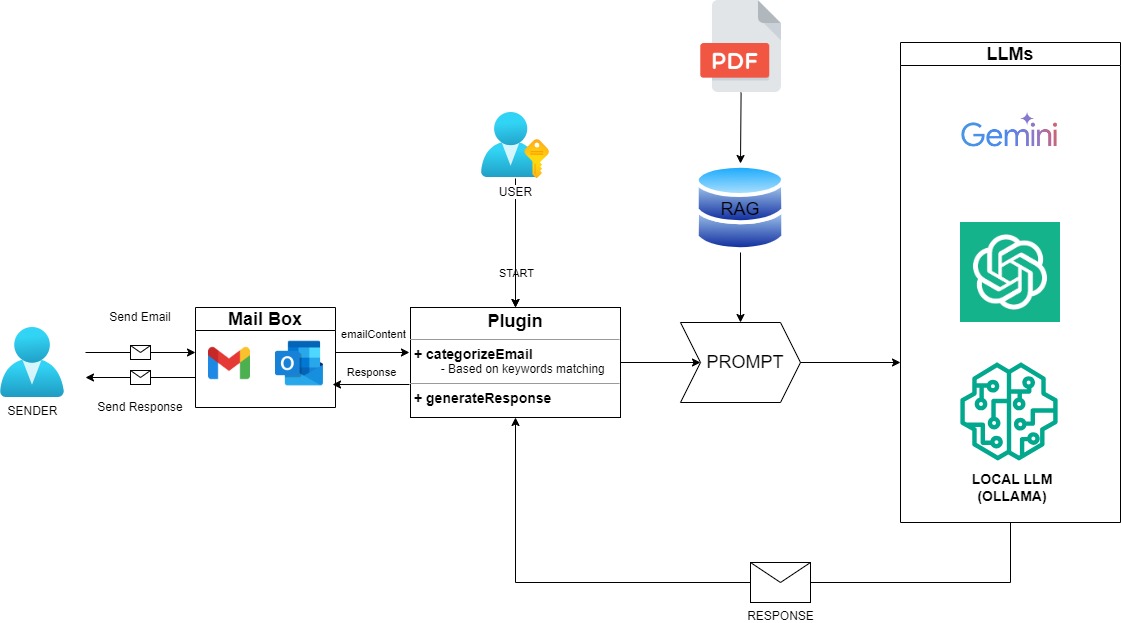 PDF
LLMs
Gemini
RAG
USER
START
Send Email
Mail Box
emailContent
Plugin
+ categorizeEmail
- Based on keywords matching
PROMPT
Response
+ generateResponse
SENDER
Send Response
LOCAL LLM
(OLLAMA)
RESPONSE